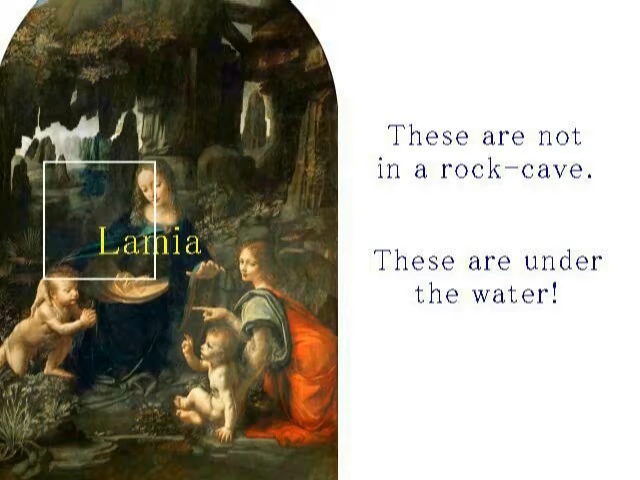 Lamia
These are not
in a rock-cave.
These are under
the water!